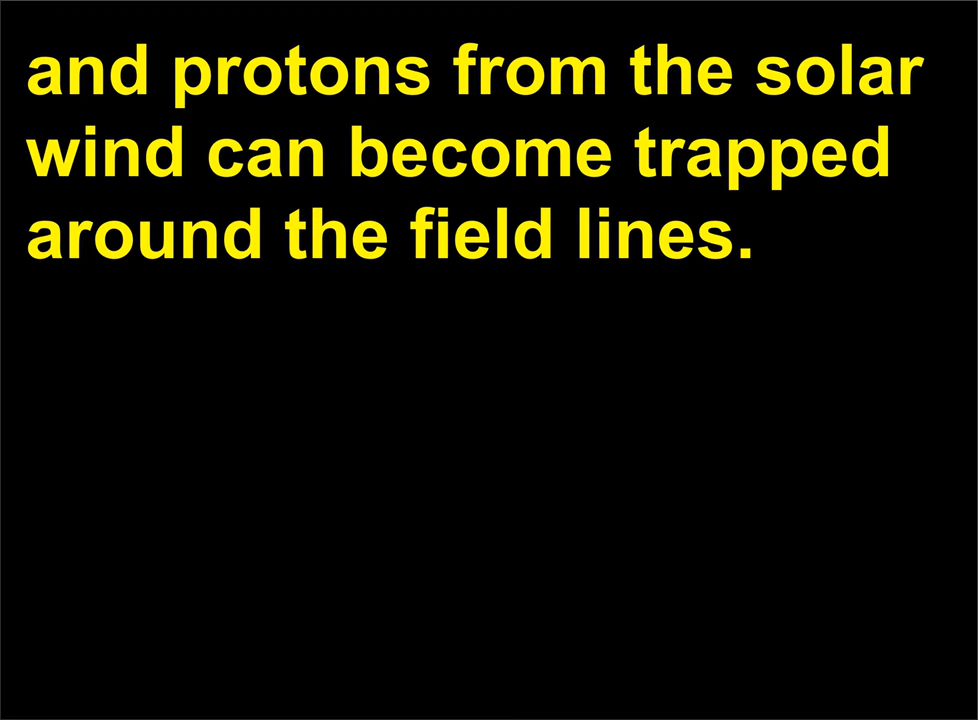 and protons from the solar
wind can become trapped
around the field lines.